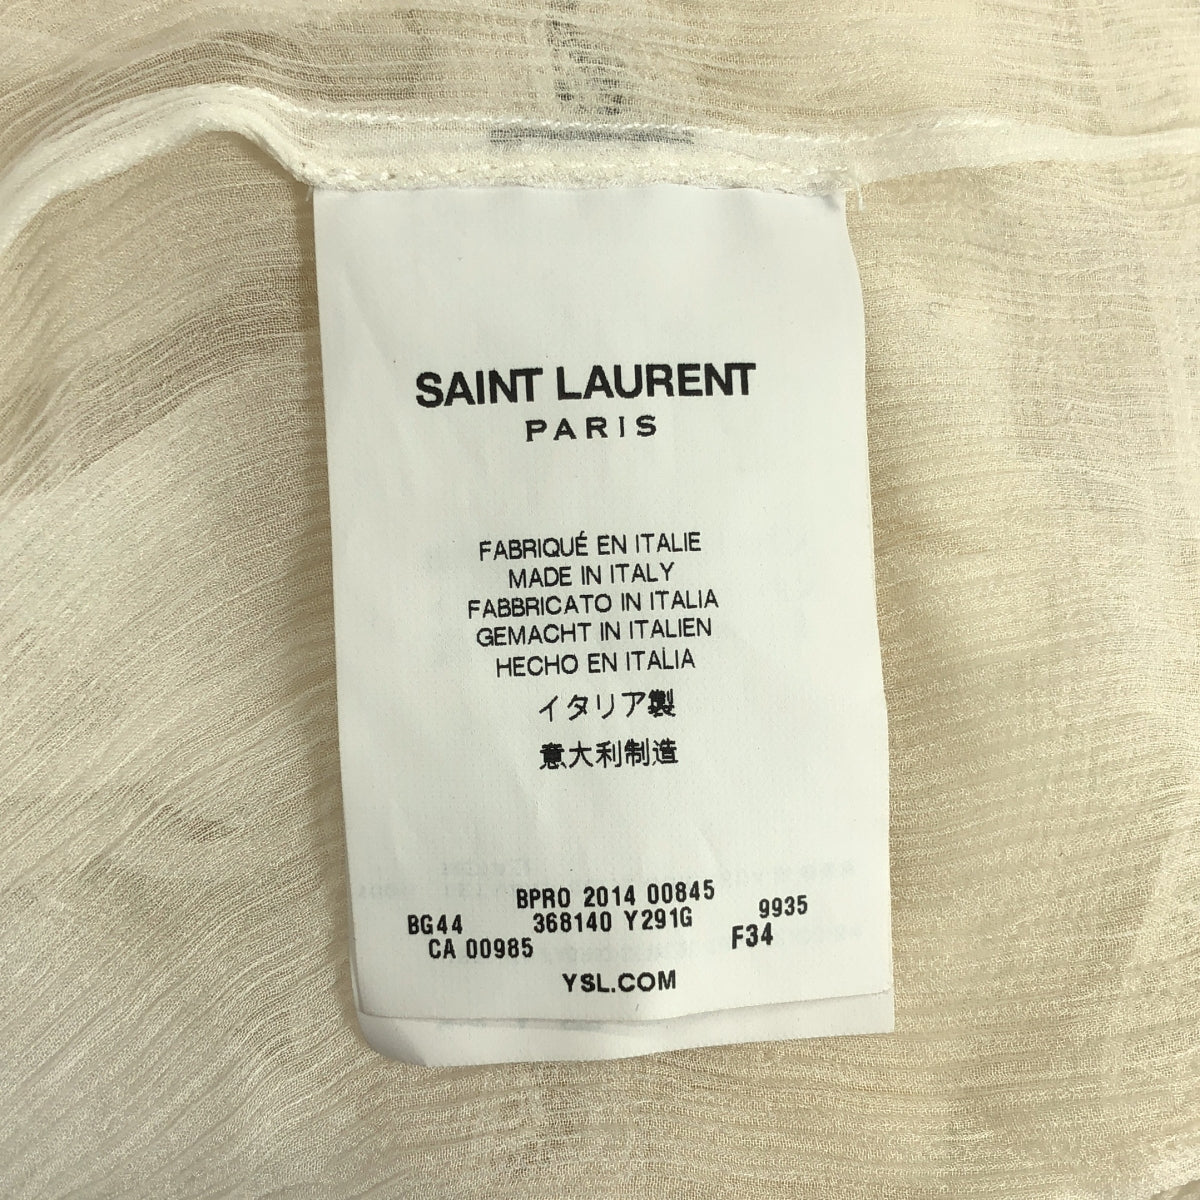 SAINT LAURENT
PARIS
FABRIQUÉ EN ITALIE
MADE IN ITALY
FABBRICATO IN ITALIA
GEMACHT IN ITALIEN
HECHO EN ITALIA
イタリア製
意大利制造
BPRO 2014 00845
BG44 368140 Y291G 9935
CA 00985 F34
YSL.COM